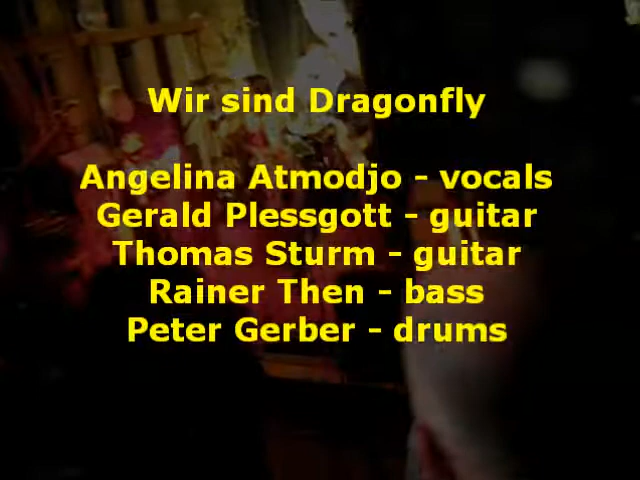 Wir sind Dragonfly
Angelina Atmodjo - vocals
Gerald Plessgott - guitar
Thomas Sturm - guitar
Rainer Then - bass
Peter Gerber - drums